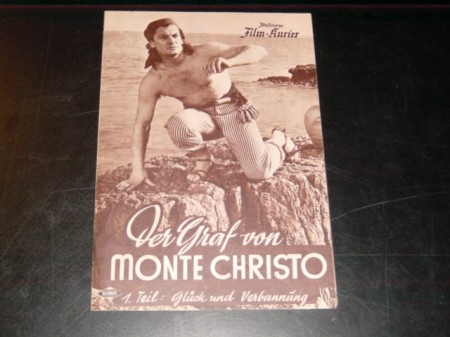 Illustrierter
Film-Kurier
Der Graf von
MONTE CHRISTO
1. Teil: Glück und Verbannung